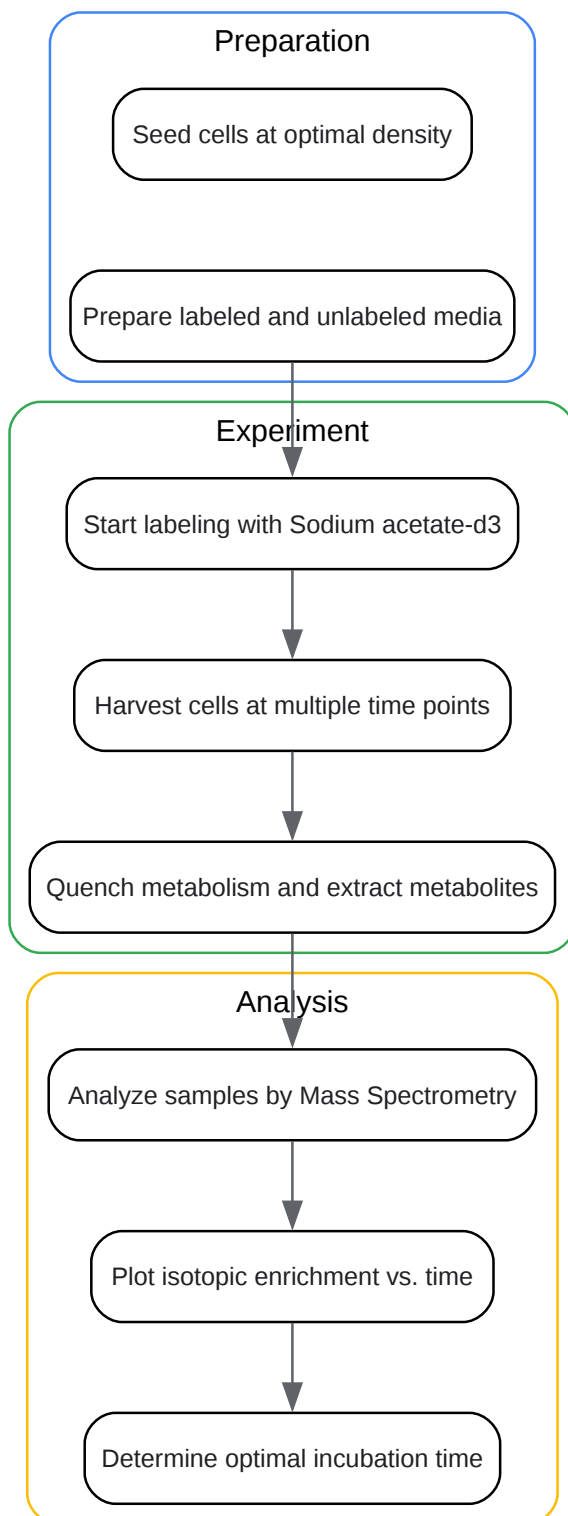 Preparation
Seed cells at optimal density
Prepare labeled and unlabeled media
Experiment
Start labeling with Sodium acetate-d3
Harvest cells at multiple time points
Quench metabolism and extract metabolites
Analysis
Analyze samples by Mass Spectrometry
Plot isotopic enrichment vs. time
Determine optimal incubation time